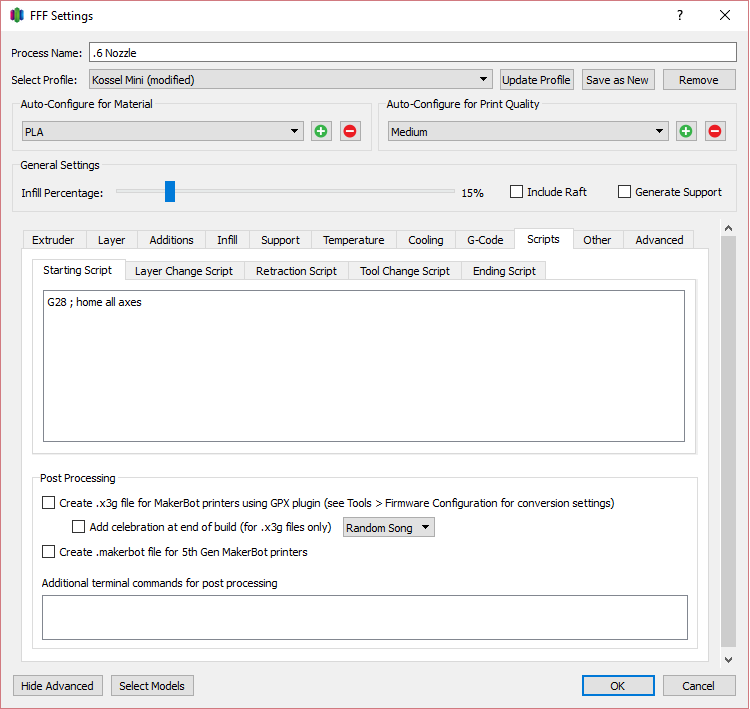 FFF Settings
?
Process Name: .6 Nozzle
Select Profile: Kossel Mini (modified) Update Profile Save as New Remove
Auto-Configure for Material Auto-Configure for Print Quality
PLA Medium
General Settings
Infill Percentage: 15% Include Raft Generate Support
Extruder Layer Additions Infill Support Temperature Cooling G-Code Scripts Other Advanced
Starting Script Layer Change Script Retraction Script Tool Change Script Ending Script
G28 ; home all axes
Post Processing
Create .x3g file for MakerBot printers using GPX plugin (see Tools > Firmware Configuration for conversion settings)
Add celebration at end of build (for .x3g files only) Random Song
Create .makerbot file for 5th Gen MakerBot printers
Additional terminal commands for post processing
Hide Advanced Select Models OK Cancel